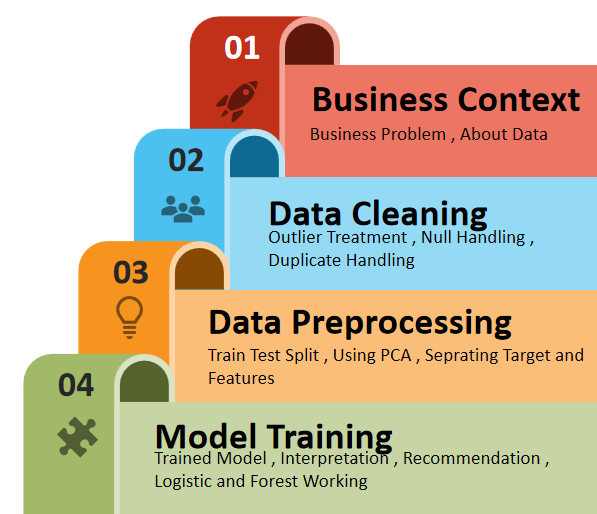 01
Business Context
Business Problem , About Data
02
Data Cleaning
Outlier Treatment , Null Handling ,
Duplicate Handling
03
Data Preprocessing
Train Test Split , Using PCA , Seprating Target and
Features
04
Model Training
Trained Model , Interpretation , Recommendation ,
Logistic and Forest Working